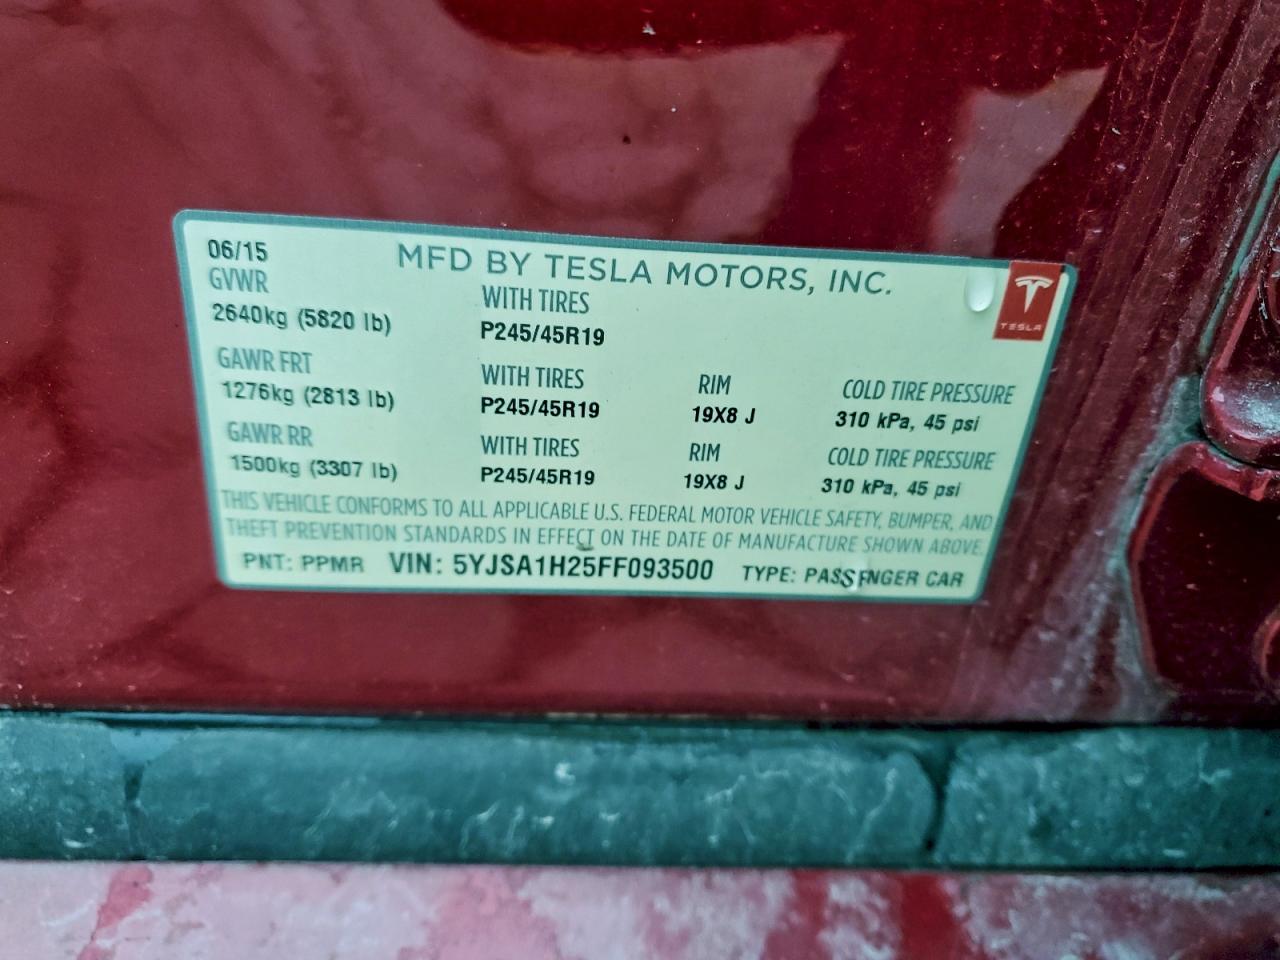 06/15 MFD BY TESLA MOTORS, INC.
GVWR WITH TIRES
2640kg (5820 lb) P245/45R19
TESLA
GAWR FRT WITH TIRES RIM COLD TIRE PRESSURE
1276kg (2813 lb) P245/45R19 19X8 J 310 kPa, 45 psi
GAWR RR WITH TIRES RIM COLD TIRE PRESSURE
1500kg (3307 lb) P245/45R19 19X8 J 310 kPa, 45 psi
THIS VEHICLE CONFORMS TO ALL APPLICABLE U.S. FEDERAL MOTOR VEHICLE SAFETY, BUMPER, AND
THEFT PREVENTION STANDARDS IN EFFECT ON THE DATE OF MANUFACTURE SHOWN ABOVE.
PNT: PPMR VIN: 5YJSA1H25FF093500 TYPE: PASSENGER CAR